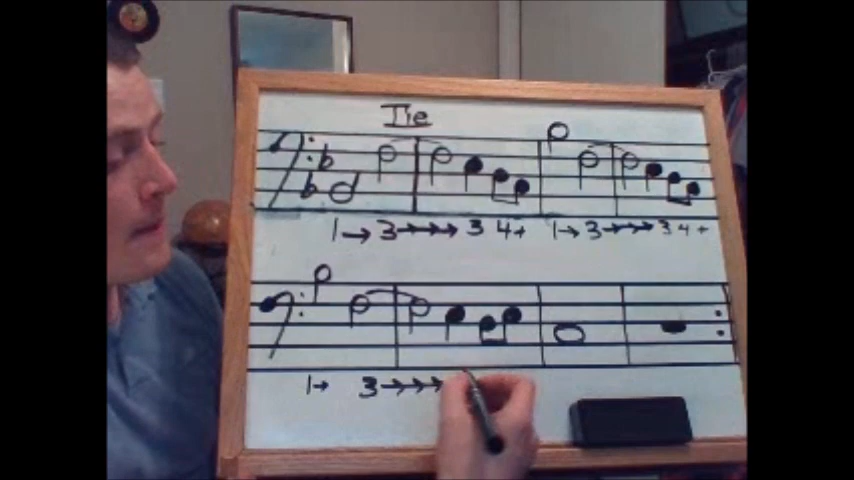 Tie
1 → 3 →→→→ 3 4 + 1 → 3 →→→→ 3 4 +
1 → 3 →→→→